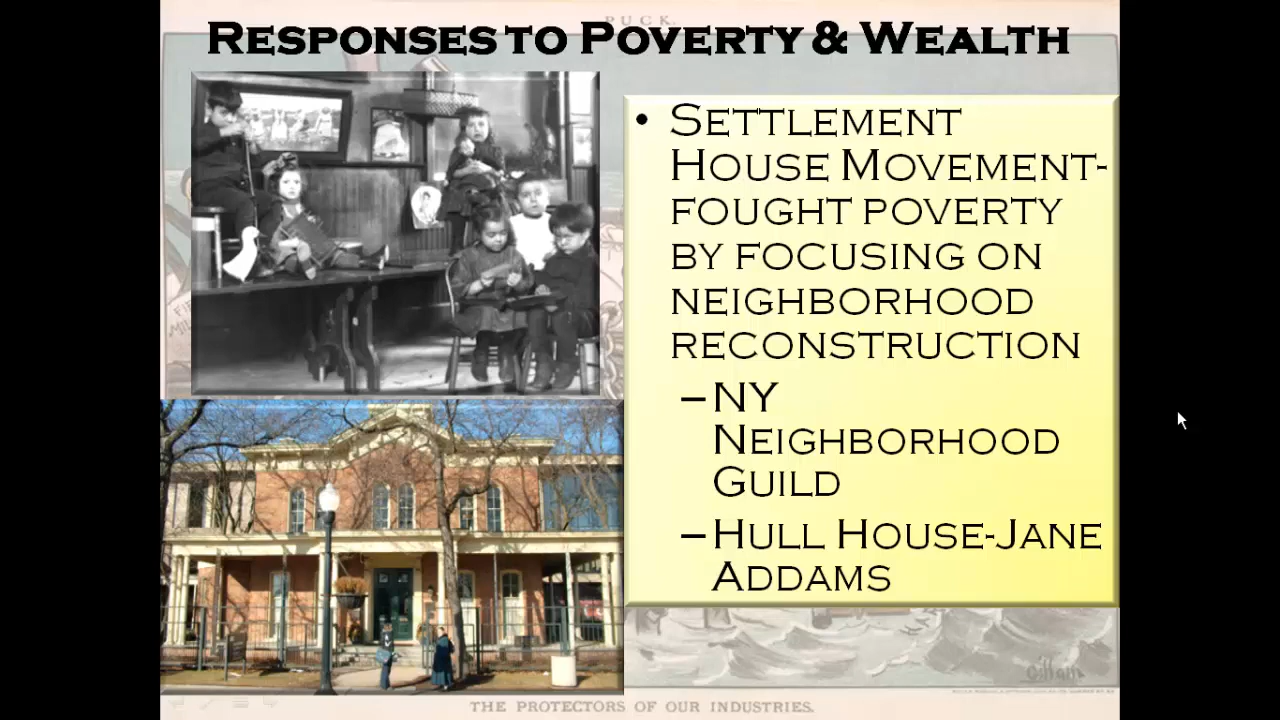 PUCK.
RESPONSES TO POVERTY & WEALTH
• SETTLEMENT
HOUSE MOVEMENT-
FOUGHT POVERTY
BY FOCUSING ON
NEIGHBORHOOD
RECONSTRUCTION
–NY
NEIGHBORHOOD
GUILD
–HULL HOUSE-JANE
ADDAMS
THE PROTECTORS OF OUR INDUSTRIES.